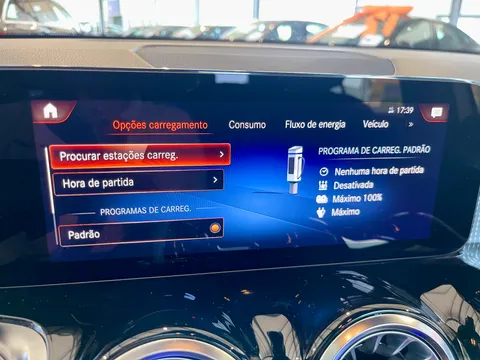 17:39
Opções carregamento
Consumo
Fluxo de energia
Veículo
»
Procurar estações carreg. >
Hora de partida >
PROGRAMAS DE CARREG.
Padrão
PROGRAMA DE CARREG. PADRÃO
Nenhuma hora de partida
Desativada
Máximo 100%
Máximo